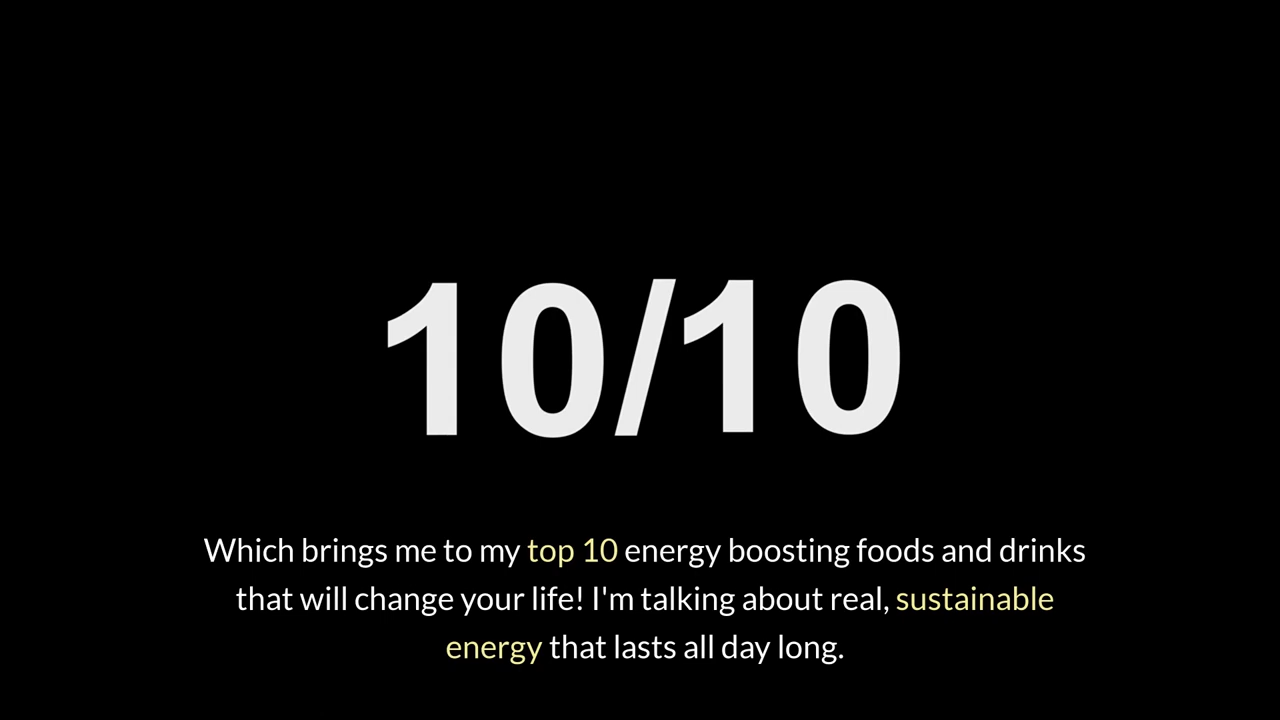 10/10
Which brings me to my top 10 energy boosting foods and drinks
that will change your life! I'm talking about real, sustainable
energy that lasts all day long.